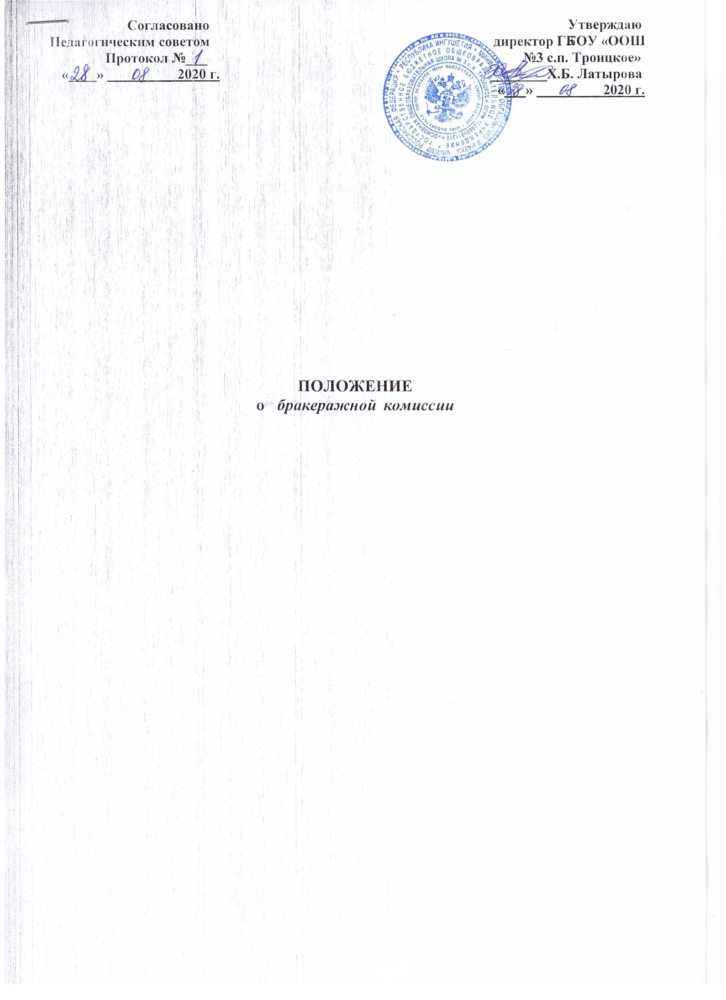 Согласовано
Педагогическим советом
Протокол № 1
«28» 08 2020 г.
Утверждаю
директор ГБОУ «ООШ
№3 с.п. Троицкое»
Х.Б. Латырова
«28» 08 2020 г.
РОССИЙСКАЯ ФЕДЕРАЦИЯ * РЕСПУБЛИКА ИНГУШЕТИЯ * МИНИСТЕРСТВО ОБРАЗОВАНИЯ И НАУКИ
ГОСУДАРСТВЕННОЕ БЮДЖЕТНОЕ ОБЩЕОБРАЗОВАТЕЛЬНОЕ УЧРЕЖДЕНИЕ *
ОСНОВНАЯ ОБЩЕОБРАЗОВАТЕЛЬНАЯ ШКОЛА № 3 с.п. ТРОИЦКОЕ * ОГРН
ОКПО 36460208 · ИНН 0603017653
ПОЛОЖЕНИЕ
о бракеражной комиссии